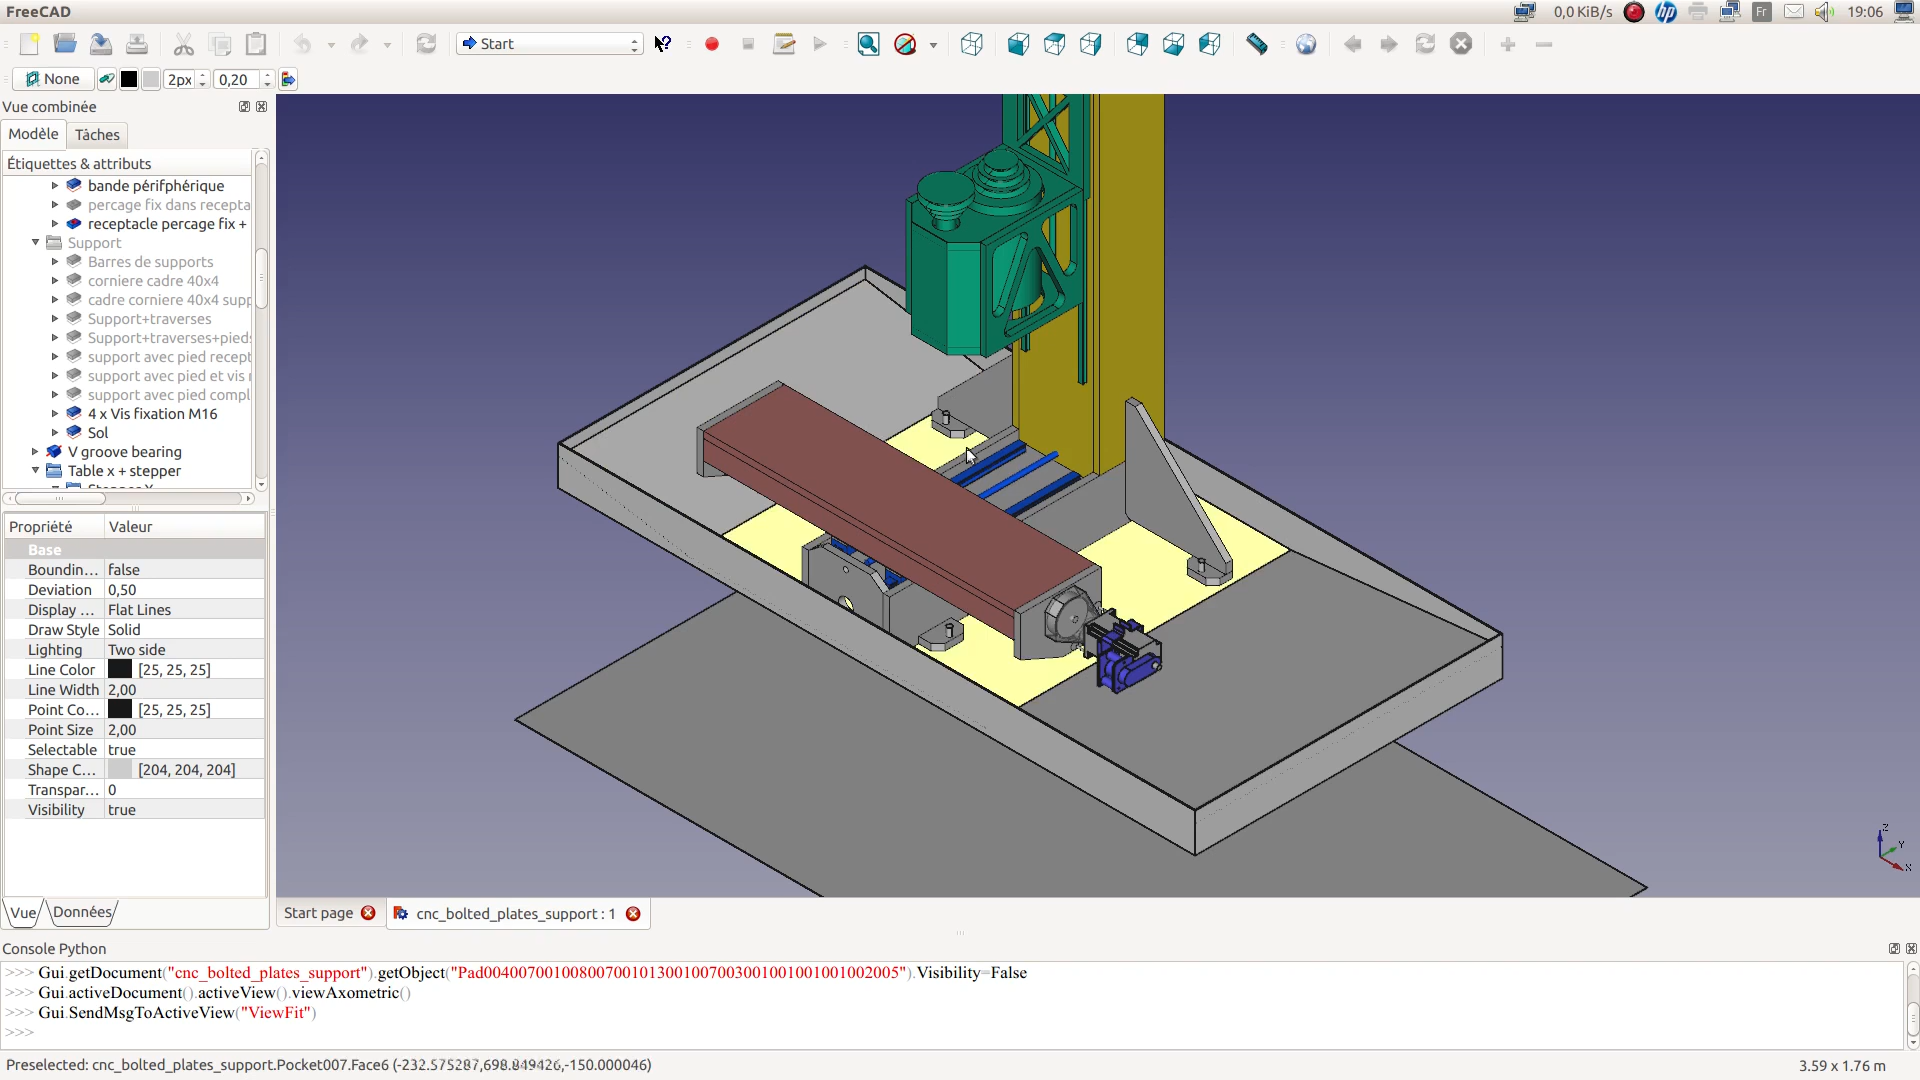 FreeCAD
0,0 KiB/s
hp
Fr
19:06
Start
None
2px
0,20
Vue combinée
Modèle
Tâches
Étiquettes & attributs
bande périfphérique
percage fix dans recepta
receptacle percage fix +
Support
Barres de supports
corniere cadre 40x4
cadre corniere 40x4 supp
Support+traverses
Support+traverses+pieds
support avec pied recept
support avec pied et vis
support avec pied compl
4 x Vis fixation M16
Sol
V groove bearing
Table x + stepper
Propriété Valeur
Base
Boundin... false
Deviation 0,50
Display ... Flat Lines
Draw Style Solid
Lighting Two side
Line Color [25, 25, 25]
Line Width 2,00
Point Co... [25, 25, 25]
Point Size 2,00
Selectable true
Shape C... [204, 204, 204]
Transpar... 0
Visibility true
Vue
Données
Start page
cnc_bolted_plates_support : 1
Z
Y
X
Console Python
>>> Gui.getDocument("cnc_bolted_plates_support").getObject("Pad004007001008007001013001007003001001001001002005").Visibility=False
>>> Gui.activeDocument().activeView().viewAxometric()
>>> Gui.SendMsgToActiveView("ViewFit")
>>>
Preselected: cnc_bolted_plates_support.Pocket007.Face6 (-232.575287,698.849426,-150.000046)
3.59 x 1.76 m